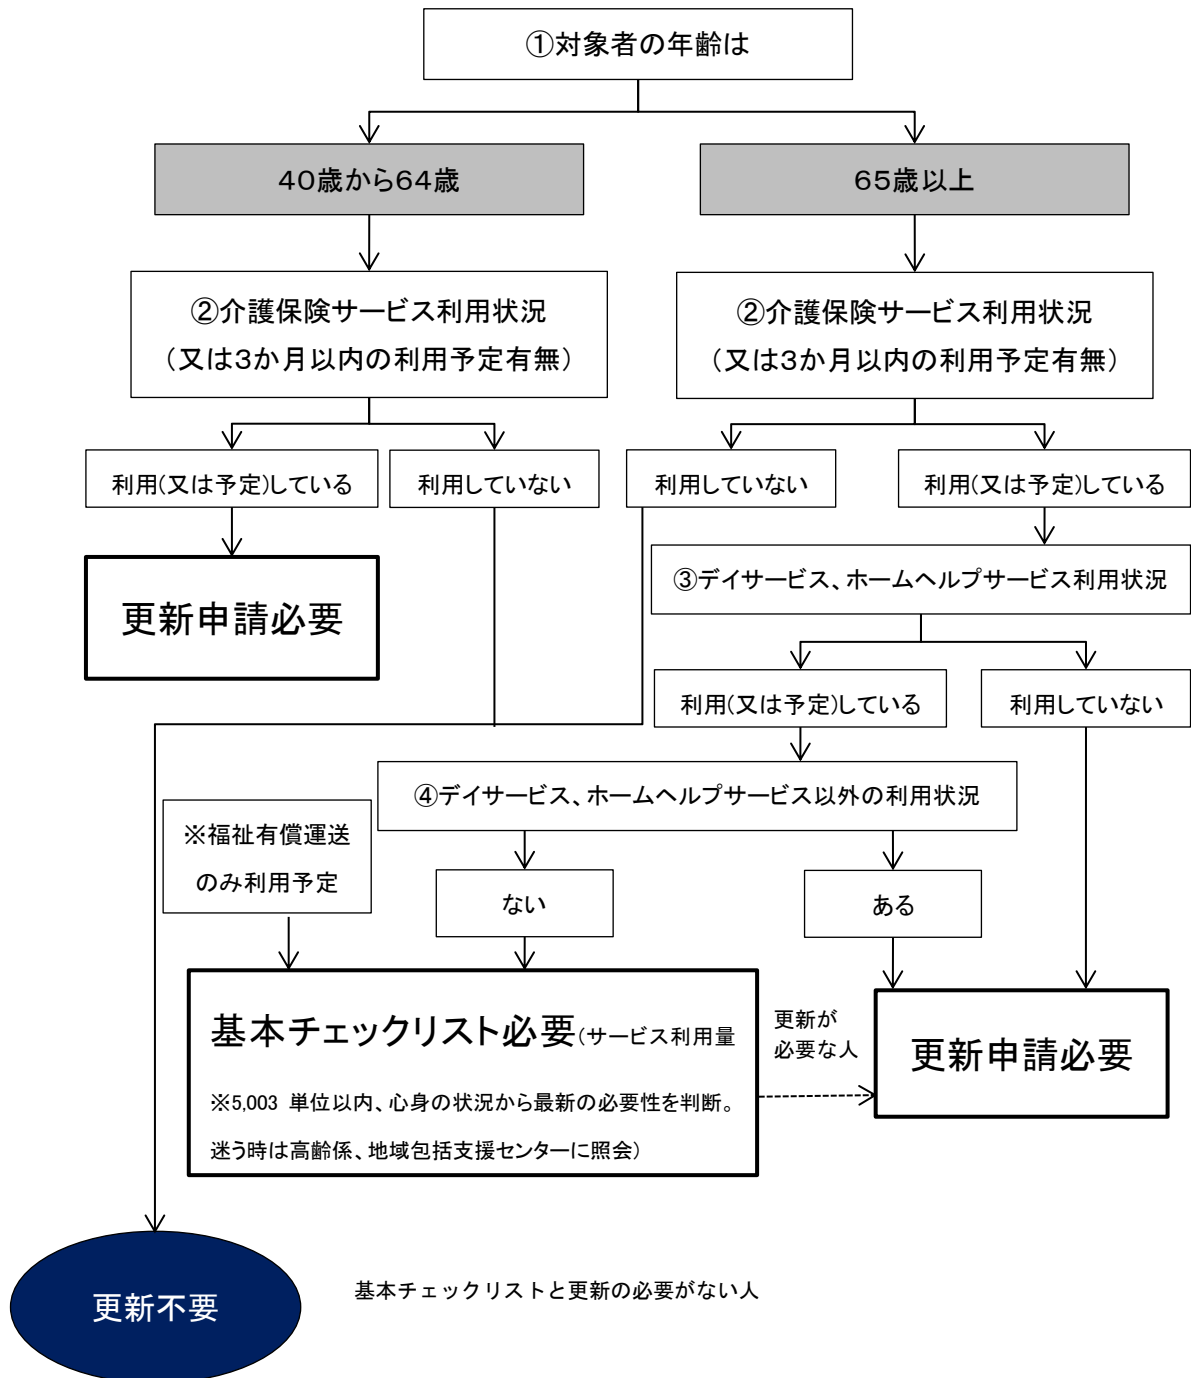 ①対象者の年齢は
40歳から64歳
65歳以上
②介護保険サービス利用状況
（又は3か月以内の利用予定有無）
②介護保険サービス利用状況
（又は3か月以内の利用予定有無）
利用(又は予定)している
利用していない
利用していない
利用(又は予定)している
更新申請必要
③デイサービス、ホームヘルプサービス利用状況
利用(又は予定)している
利用していない
④デイサービス、ホームヘルプサービス以外の利用状況
※福祉有償運送
のみ利用予定
ない
ある
基本チェックリスト必要(サービス利用量
※5,003 単位以内、心身の状況から最新の必要性を判断。
迷う時は高齢係、地域包括支援センターに照会)
更新が
必要な人
更新申請必要
更新不要
基本チェックリストと更新の必要がない人